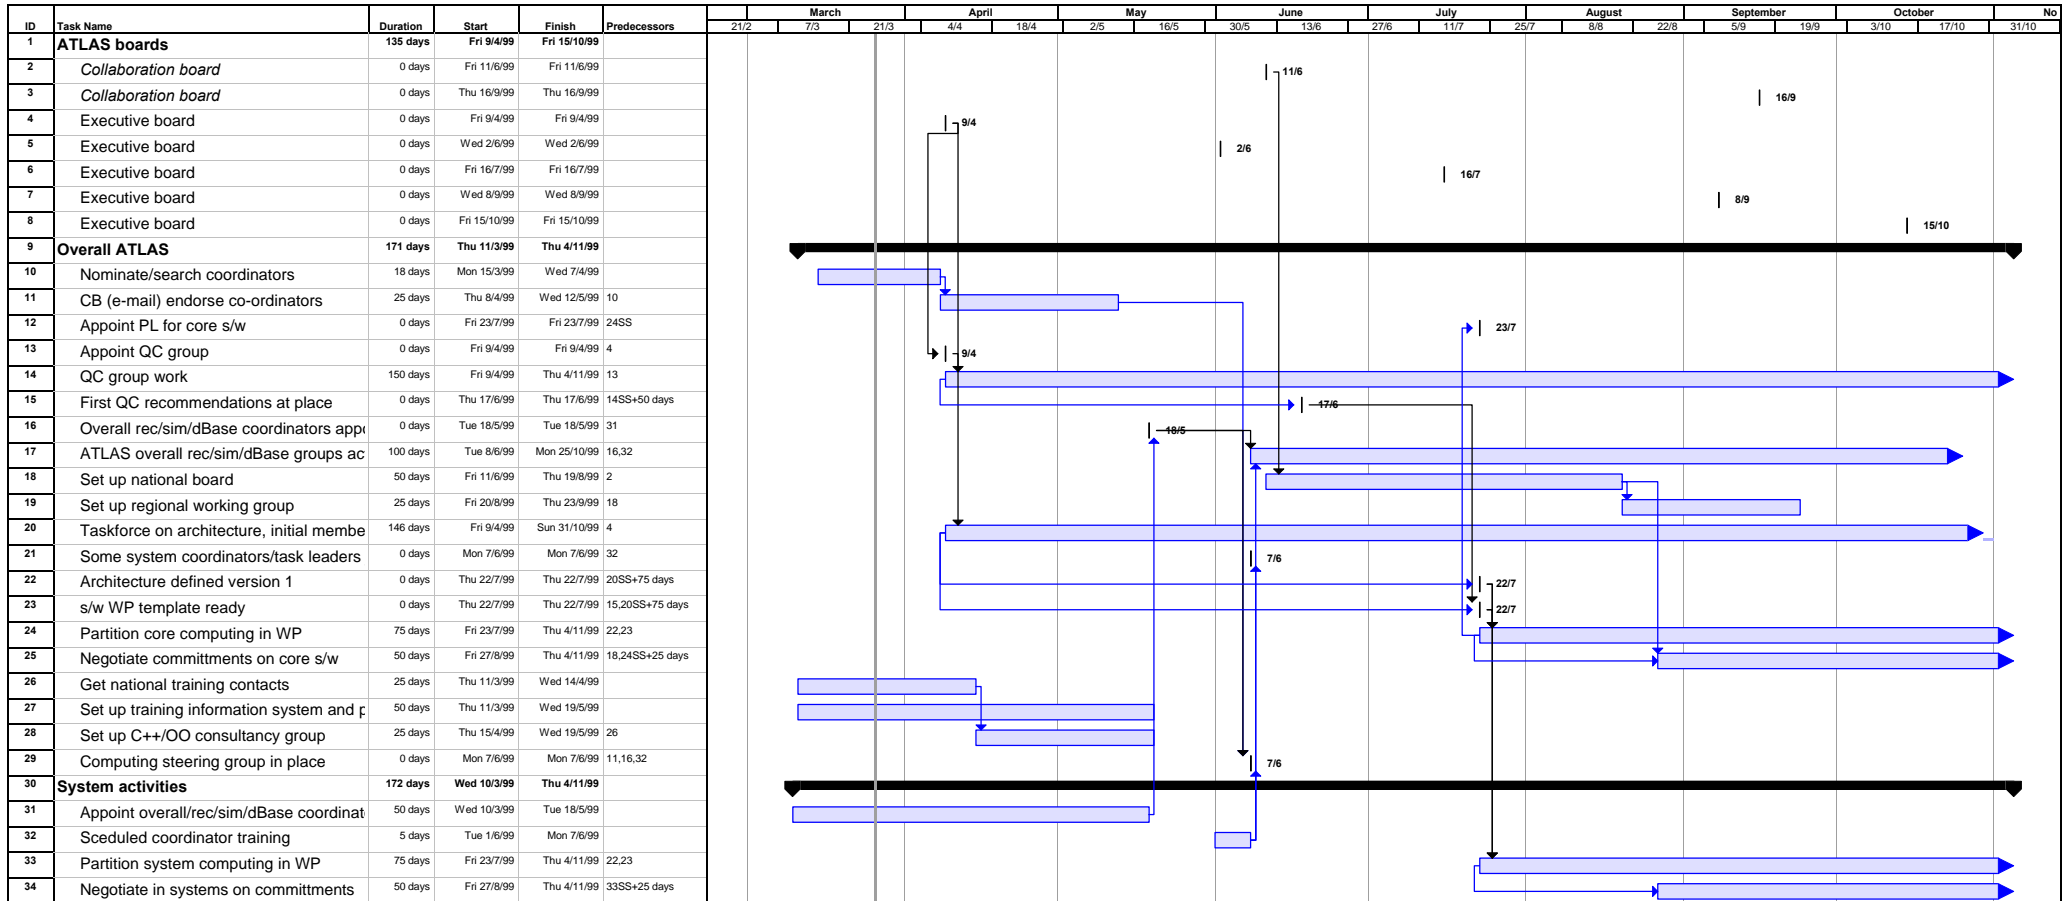 March April May June July August September October No
ID Task Name Duration Start Finish Predecessors 21/2 7/3 21/3 4/4 18/4 2/5 16/5 30/5 13/6 27/6 11/7 25/7 8/8 22/8 5/9 19/9 3/10 17/10 31/10
1 ATLAS boards 135 days Fri 9/4/99 Fri 15/10/99
2 Collaboration board 0 days Fri 11/6/99 Fri 11/6/99 11/6
3 Collaboration board 0 days Thu 16/9/99 Thu 16/9/99 16/9
4 Executive board 0 days Fri 9/4/99 Fri 9/4/99 9/4
5 Executive board 0 days Wed 2/6/99 Wed 2/6/99 2/6
6 Executive board 0 days Fri 16/7/99 Fri 16/7/99 16/7
7 Executive board 0 days Wed 8/9/99 Wed 8/9/99 8/9
8 Executive board 0 days Fri 15/10/99 Fri 15/10/99 15/10
9 Overall ATLAS 171 days Thu 11/3/99 Thu 4/11/99
10 Nominate/search coordinators 18 days Mon 15/3/99 Wed 7/4/99
11 CB (e-mail) endorse co-ordinators 25 days Thu 8/4/99 Wed 12/5/99 10
12 Appoint PL for core s/w 0 days Fri 23/7/99 Fri 23/7/99 24SS 23/7
13 Appoint QC group 0 days Fri 9/4/99 Fri 9/4/99 4 9/4
14 QC group work 150 days Fri 9/4/99 Thu 4/11/99 13
15 First QC recommendations at place 0 days Thu 17/6/99 Thu 17/6/99 14SS+50 days 17/6
16 Overall rec/sim/dBase coordinators appo 0 days Tue 18/5/99 Tue 18/5/99 31 18/5
17 ATLAS overall rec/sim/dBase groups ac 100 days Tue 8/6/99 Mon 25/10/99 16,32
18 Set up national board 50 days Fri 11/6/99 Thu 19/8/99 2
19 Set up regional working group 25 days Fri 20/8/99 Thu 23/9/99 18
20 Taskforce on architecture, initial membe 146 days Fri 9/4/99 Sun 31/10/99 4
21 Some system coordinators/task leaders 0 days Mon 7/6/99 Mon 7/6/99 32 7/6
22 Architecture defined version 1 0 days Thu 22/7/99 Thu 22/7/99 20SS+75 days 22/7
23 s/w WP template ready 0 days Thu 22/7/99 Thu 22/7/99 15,20SS+75 days 22/7
24 Partition core computing in WP 75 days Fri 23/7/99 Thu 4/11/99 22,23
25 Negotiate committments on core s/w 50 days Fri 27/8/99 Thu 4/11/99 18,24SS+25 days
26 Get national training contacts 25 days Thu 11/3/99 Wed 14/4/99
27 Set up training information system and p 50 days Thu 11/3/99 Wed 19/5/99
28 Set up C++/OO consultancy group 25 days Thu 15/4/99 Wed 19/5/99 26
29 Computing steering group in place 0 days Mon 7/6/99 Mon 7/6/99 11,16,32 7/6
30 System activities 172 days Wed 10/3/99 Thu 4/11/99
31 Appoint overall/rec/sim/dBase coordinat 50 days Wed 10/3/99 Tue 18/5/99
32 Sceduled coordinator training 5 days Tue 1/6/99 Mon 7/6/99
33 Partition system computing in WP 75 days Fri 23/7/99 Thu 4/11/99 22,23
34 Negotiate in systems on committments 50 days Fri 27/8/99 Thu 4/11/99 33SS+25 days